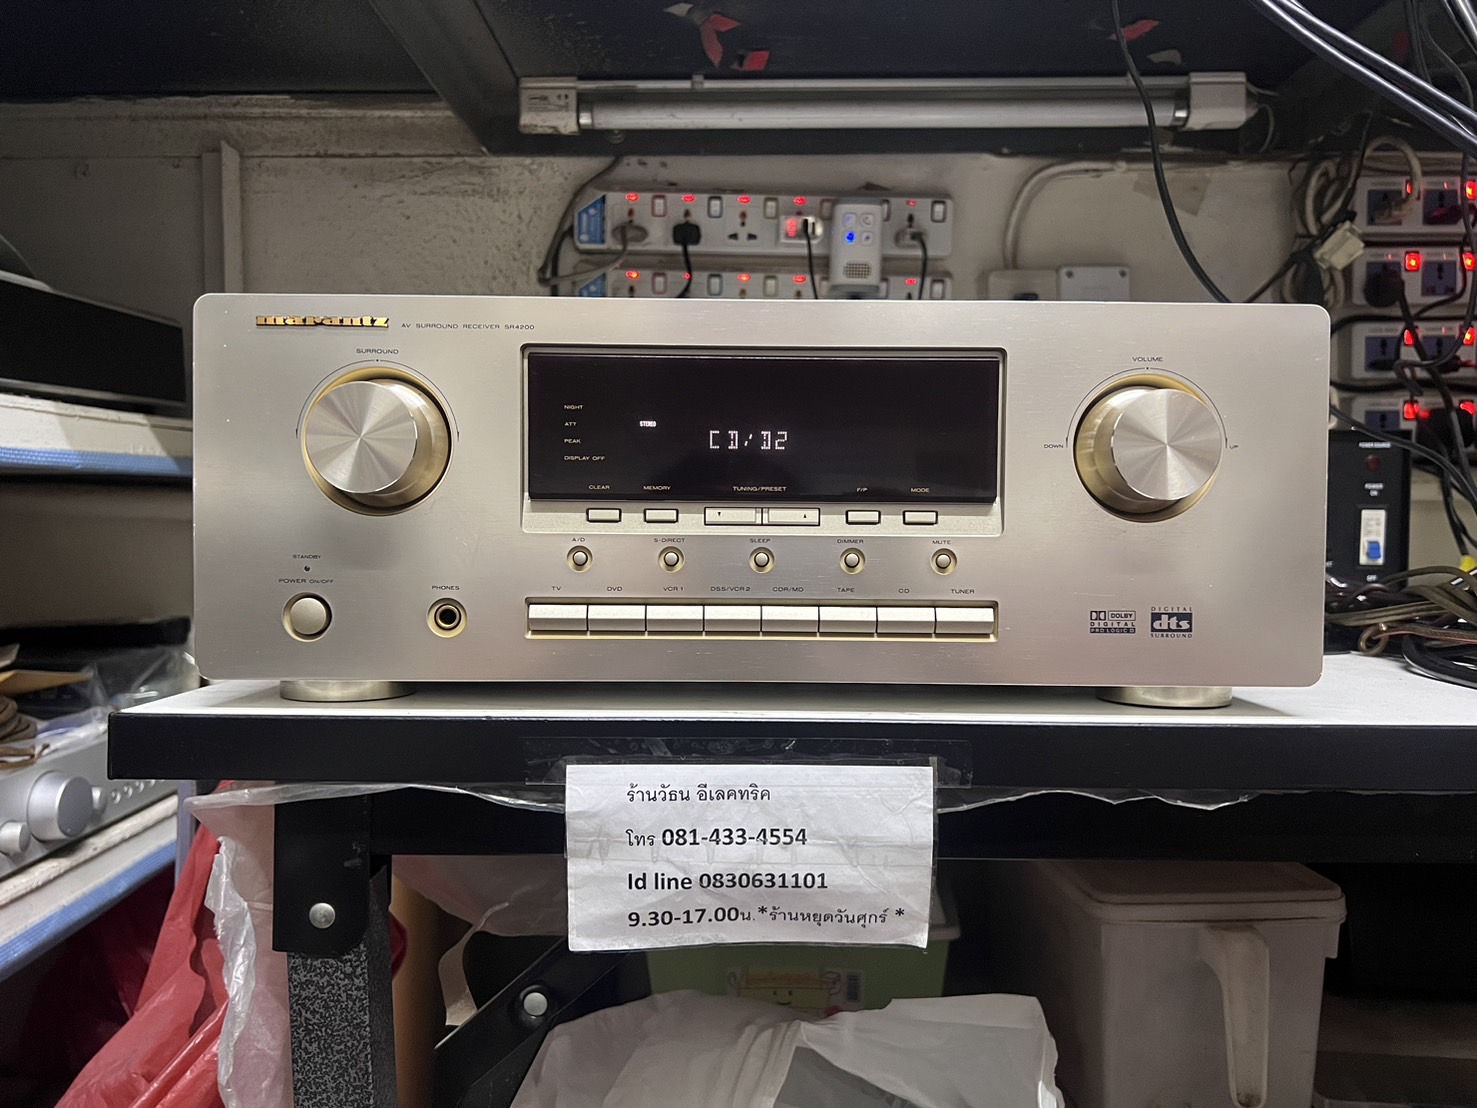 marantz AV SURROUND RECEIVER SR4200
SURROUND
VOLUME
DOWN
UP
NIGHT
ATT
PEAK
DISPLAY OFF
STEREO
CD/D2
CLEAR MEMORY TUNING/PRESET F/P MODE
A/D S-DIRECT SLEEP DIMMER MUTE
STANDBY
POWER ON/OFF
PHONES
TV DVD VCR 1 DSS/VCR 2 CDR/MD TAPE CD TUNER
DOLBY
DIGITAL
PRO LOGIC II
DIGITAL
dts
SURROUND
POWER
ON
OFF
ร้านวัธน อีเลคทริค
โทร 081-433-4554
Id line 0830631101
9.30-17.00น.*ร้านหยุดวันศุกร์ *